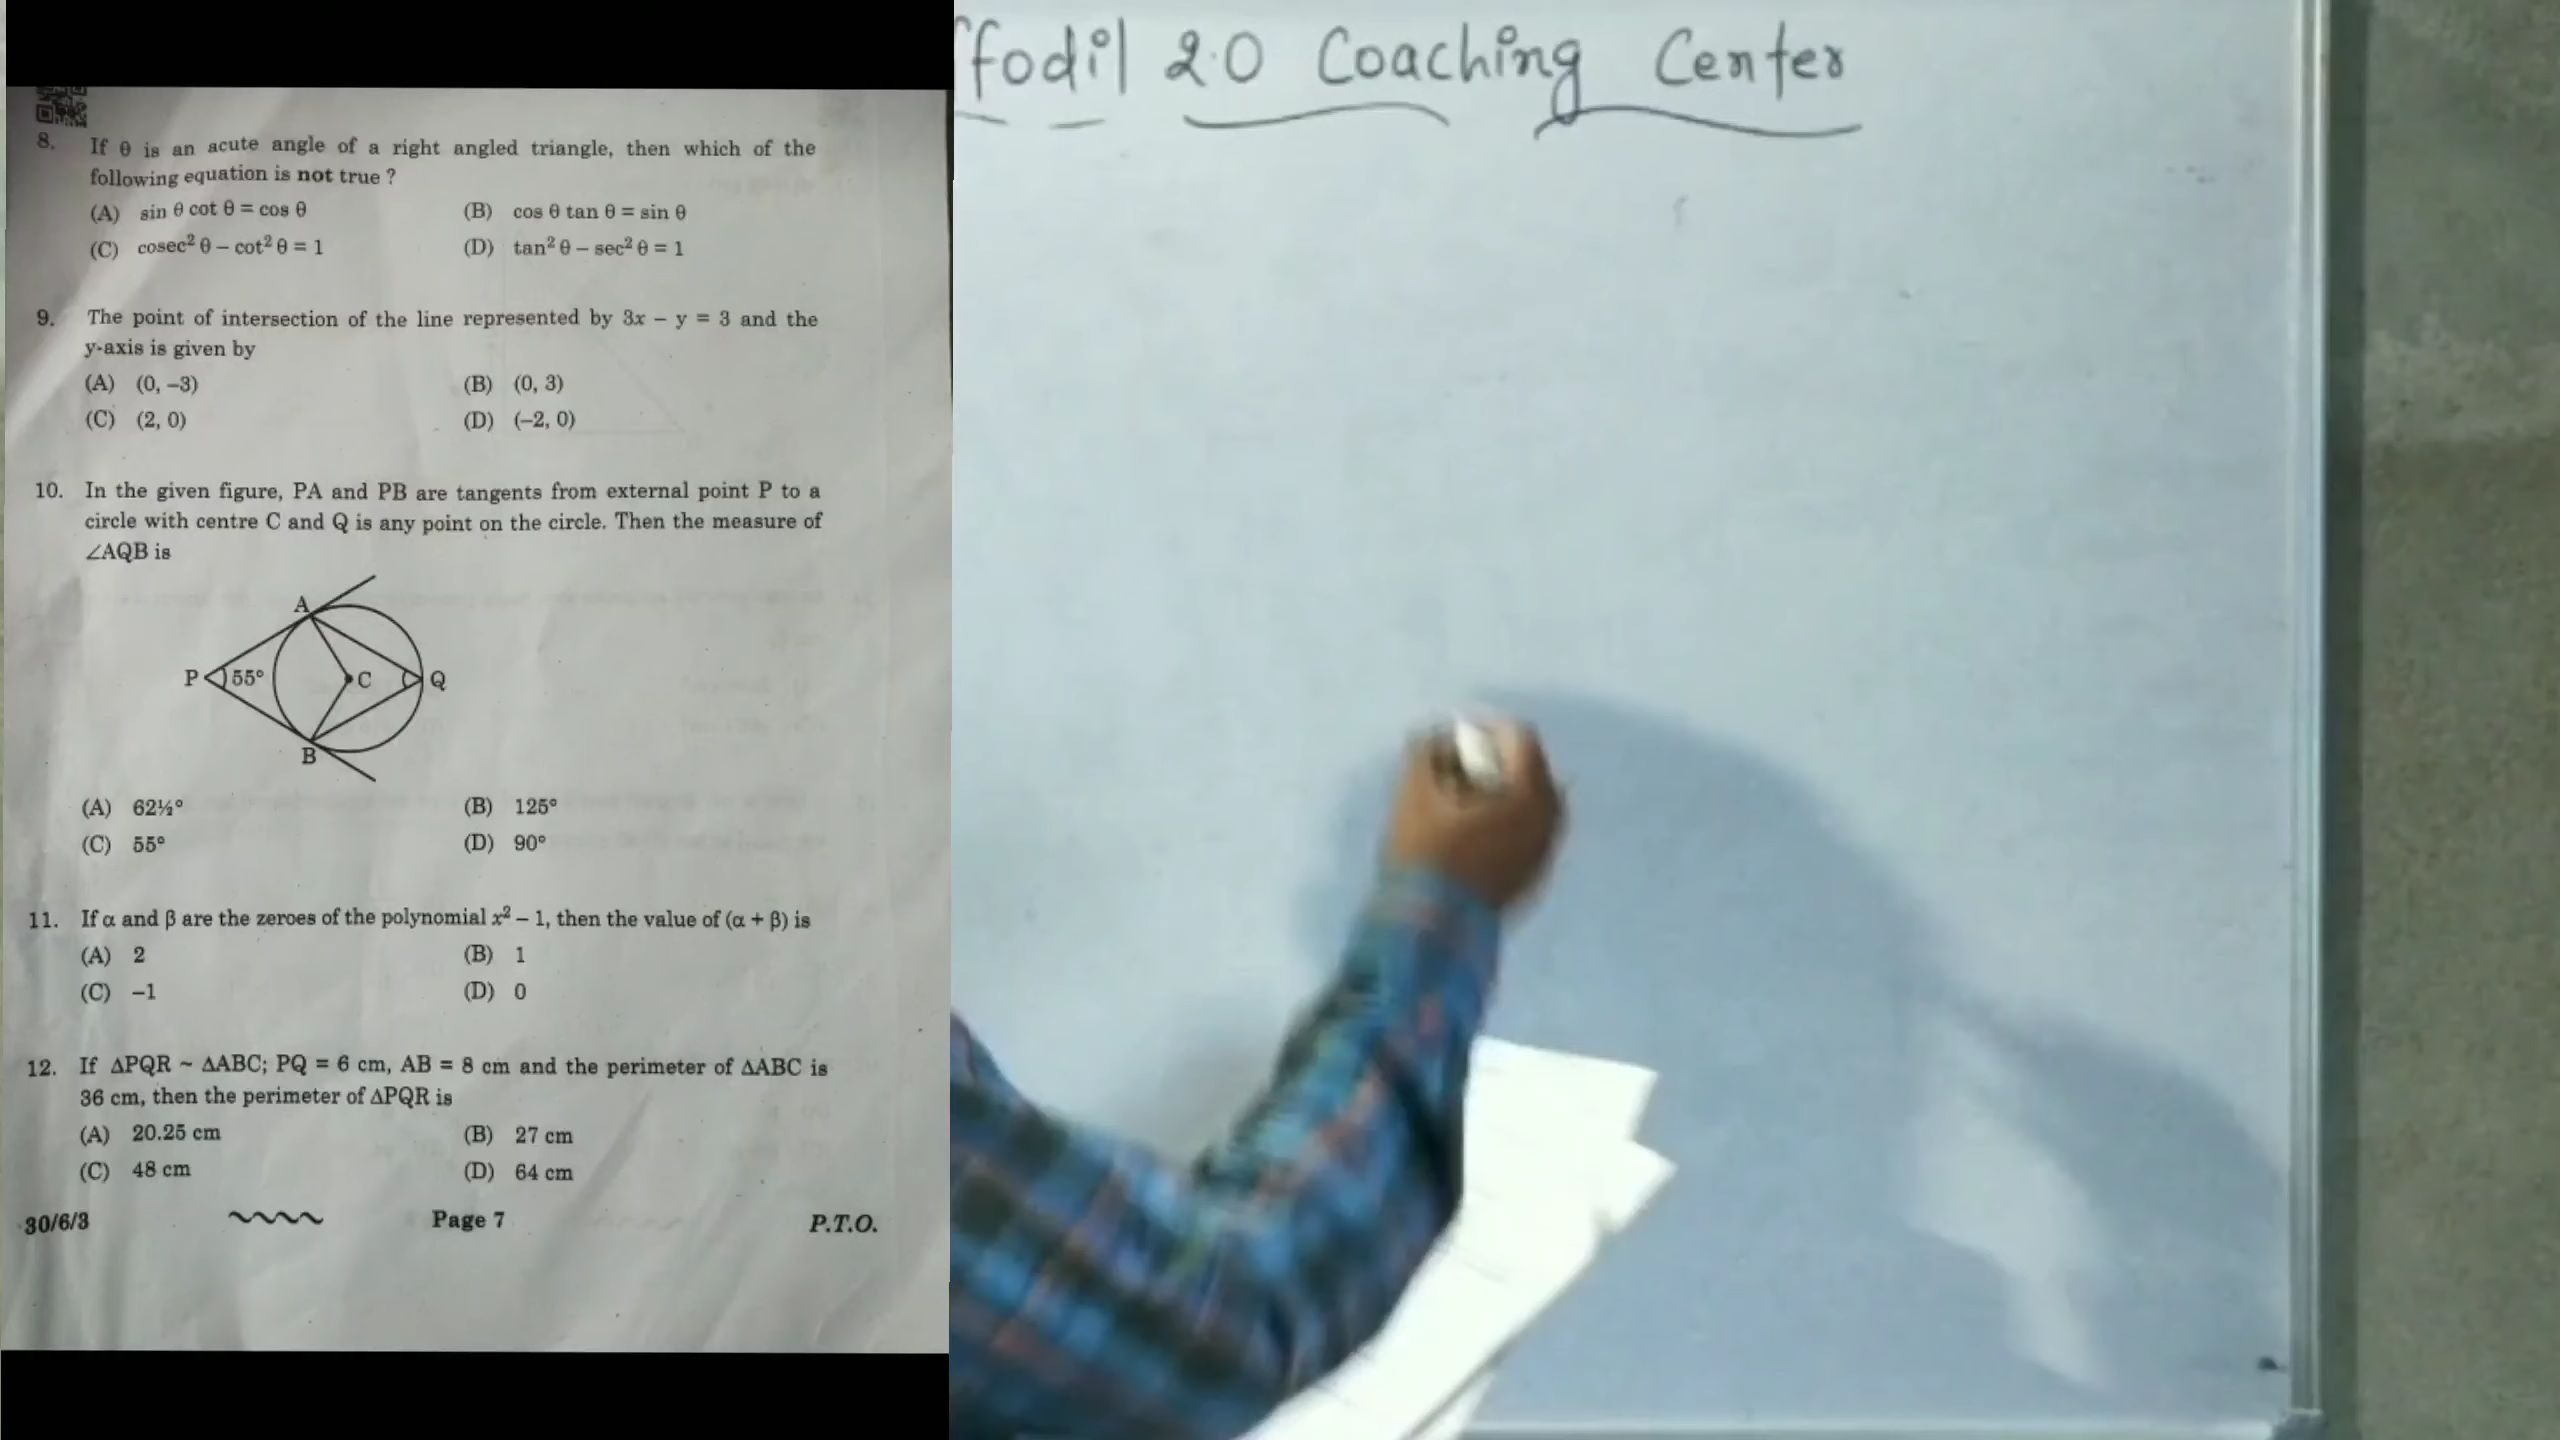 8. If θ is an acute angle of a right angled triangle, then which of the
following equation is not true ?
(A) sin θ cot θ = cos θ (B) cos θ tan θ = sin θ
(C) cosec² θ – cot² θ = 1 (D) tan² θ – sec² θ = 1
9. The point of intersection of the line represented by 3x – y = 3 and the
y-axis is given by
(A) (0, –3) (B) (0, 3)
(C) (2, 0) (D) (–2, 0)
10. In the given figure, PA and PB are tangents from external point P to a
circle with centre C and Q is any point on the circle. Then the measure of
∠AQB is
A
P 55° C Q
B
(A) 62½° (B) 125°
(C) 55° (D) 90°
11. If α and β are the zeroes of the polynomial x² – 1, then the value of (α + β) is
(A) 2 (B) 1
(C) –1 (D) 0
12. If ΔPQR ~ ΔABC; PQ = 6 cm, AB = 8 cm and the perimeter of ΔABC is
36 cm, then the perimeter of ΔPQR is
(A) 20.25 cm (B) 27 cm
(C) 48 cm (D) 64 cm
30/6/3 Page 7 P.T.O.
ffodil 2.0 Coaching Center